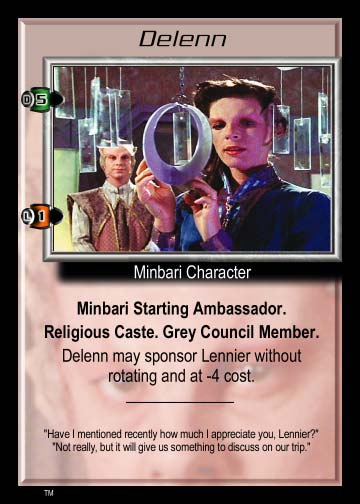 Delenn
D 5
L 1
Minbari Character
Minbari Starting Ambassador.
Religious Caste. Grey Council Member.
Delenn may sponsor Lennier without
rotating and at -4 cost.
"Have I mentioned recently how much I appreciate you, Lennier?"
"Not really, but it will give us something to discuss on our trip."
TM